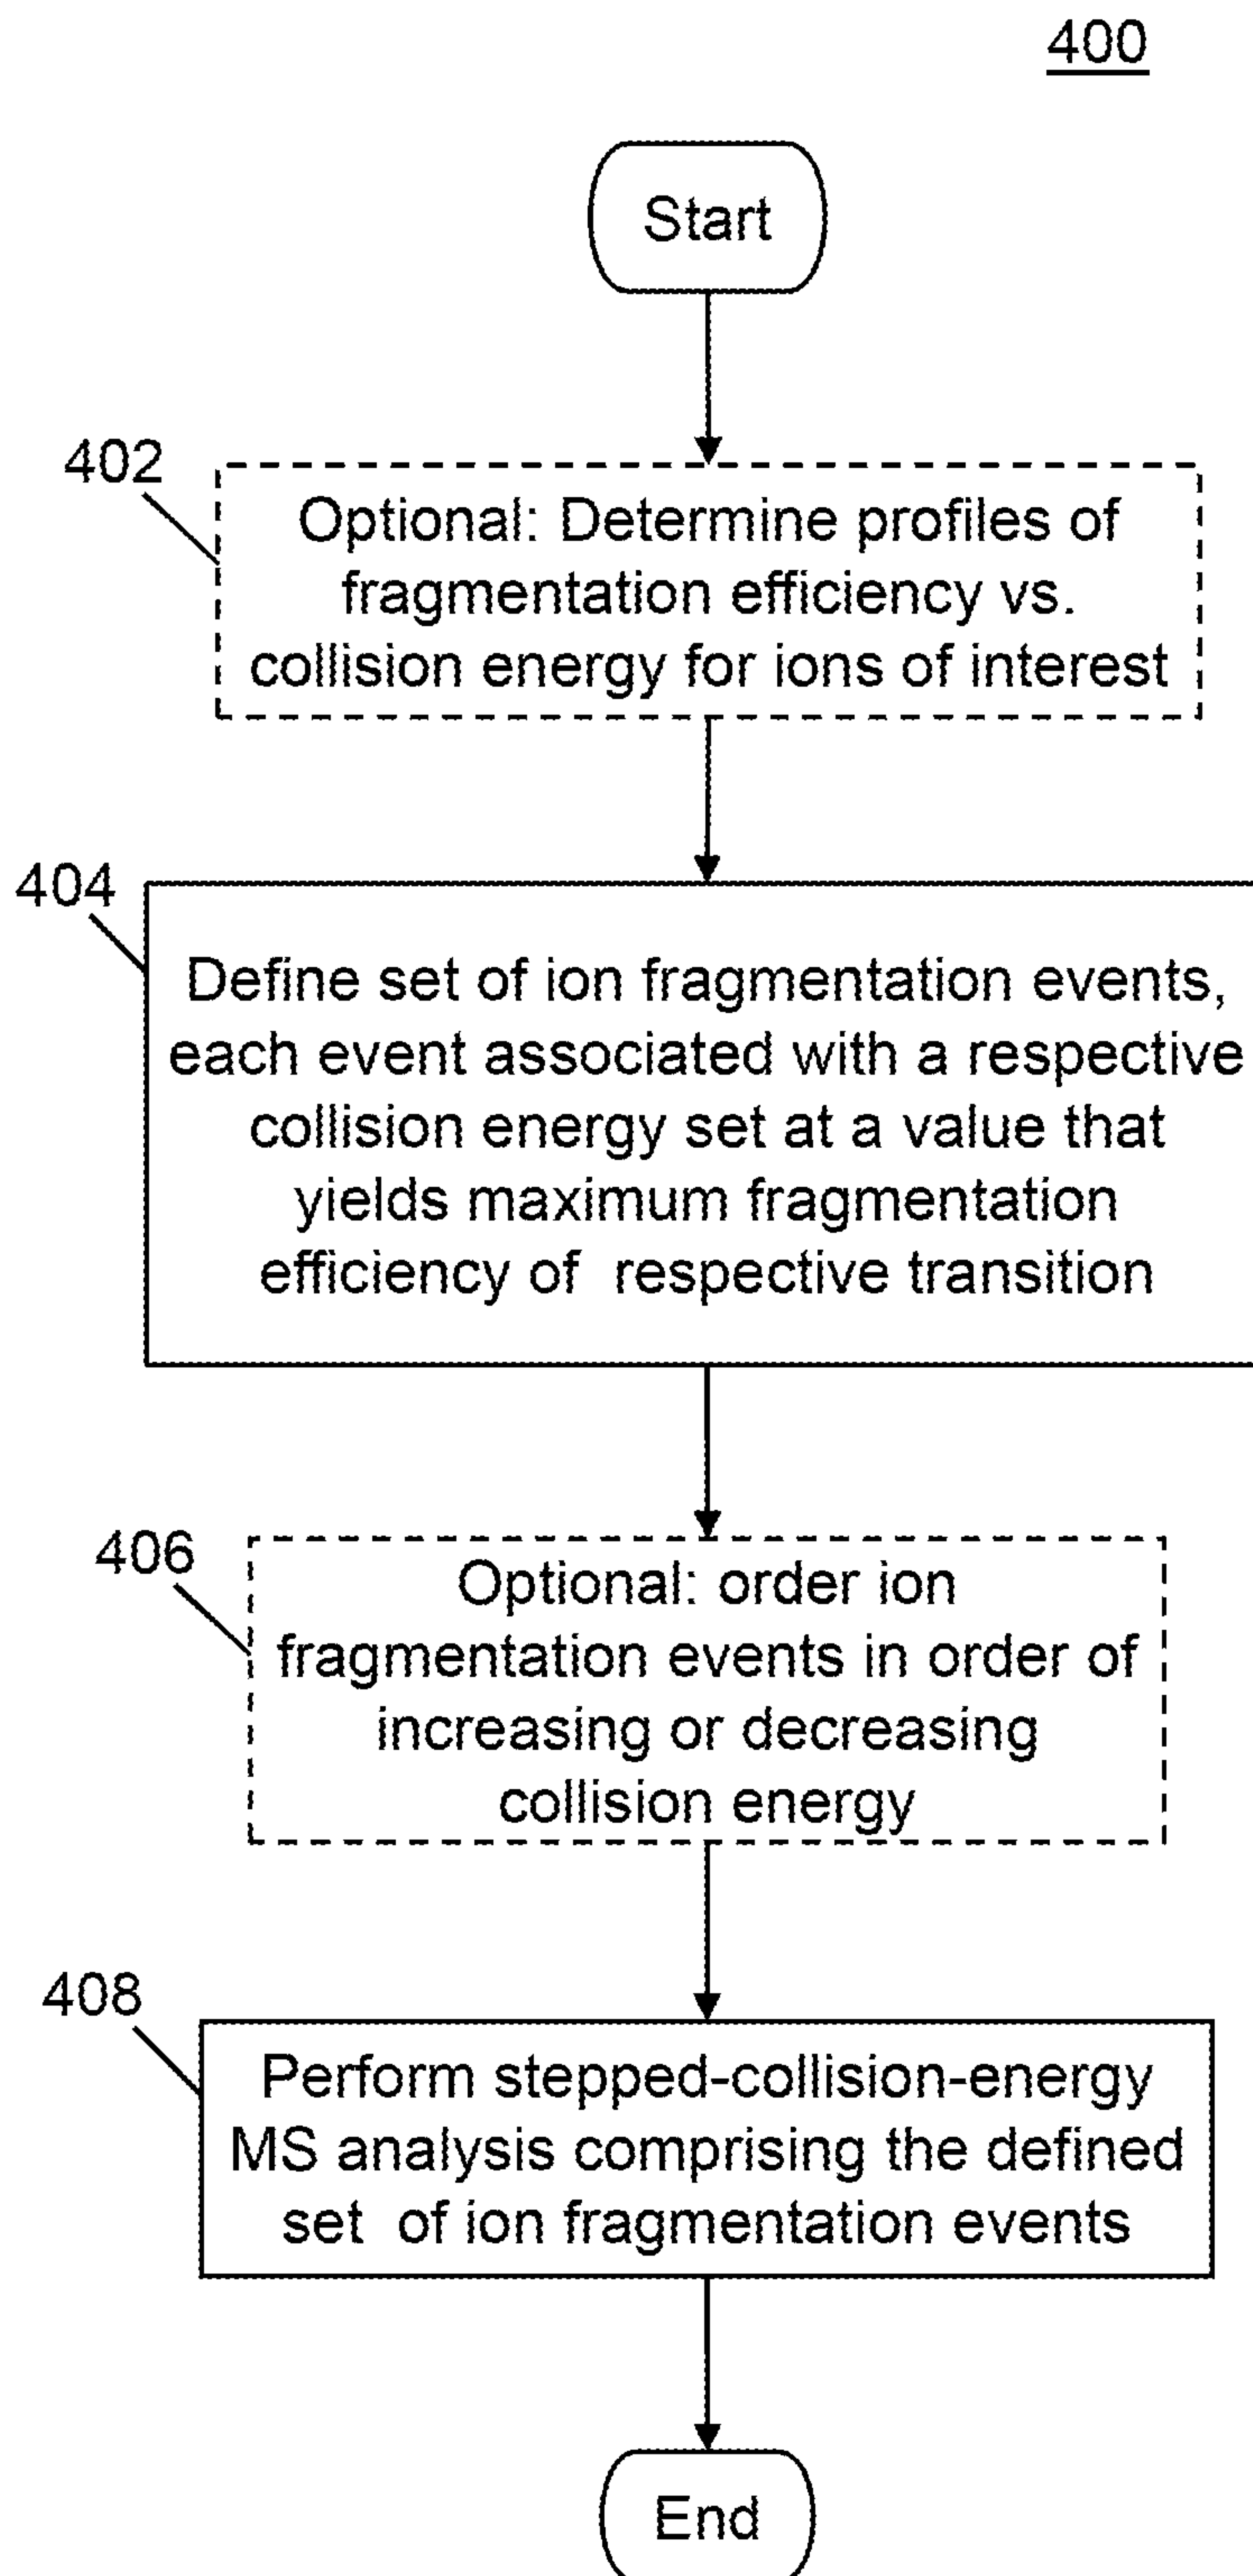 400
Start
402
Optional: Determine profiles of
fragmentation efficiency vs.
collision energy for ions of interest
404
Define set of ion fragmentation events,
each event associated with a respective
collision energy set at a value that
yields maximum fragmentation
efficiency of respective transition
406
Optional: order ion
fragmentation events in order of
increasing or decreasing
collision energy
408
Perform stepped-collision-energy
MS analysis comprising the defined
set of ion fragmentation events
End